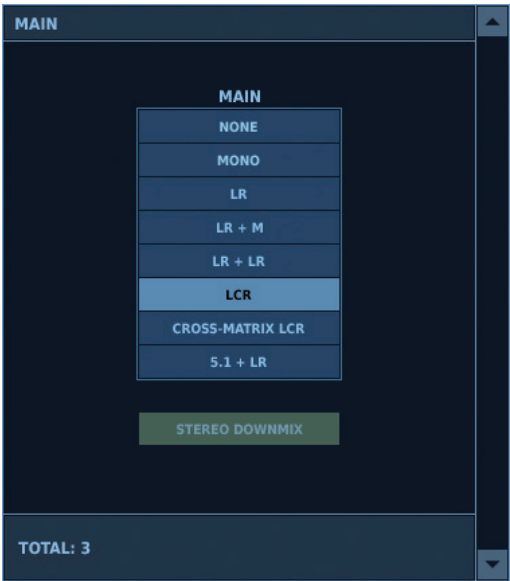 MAIN
MAIN
NONE
MONO
LR
LR + M
LR + LR
LCR
CROSS-MATRIX LCR
5.1 + LR
STEREO DOWNMIX
TOTAL: 3